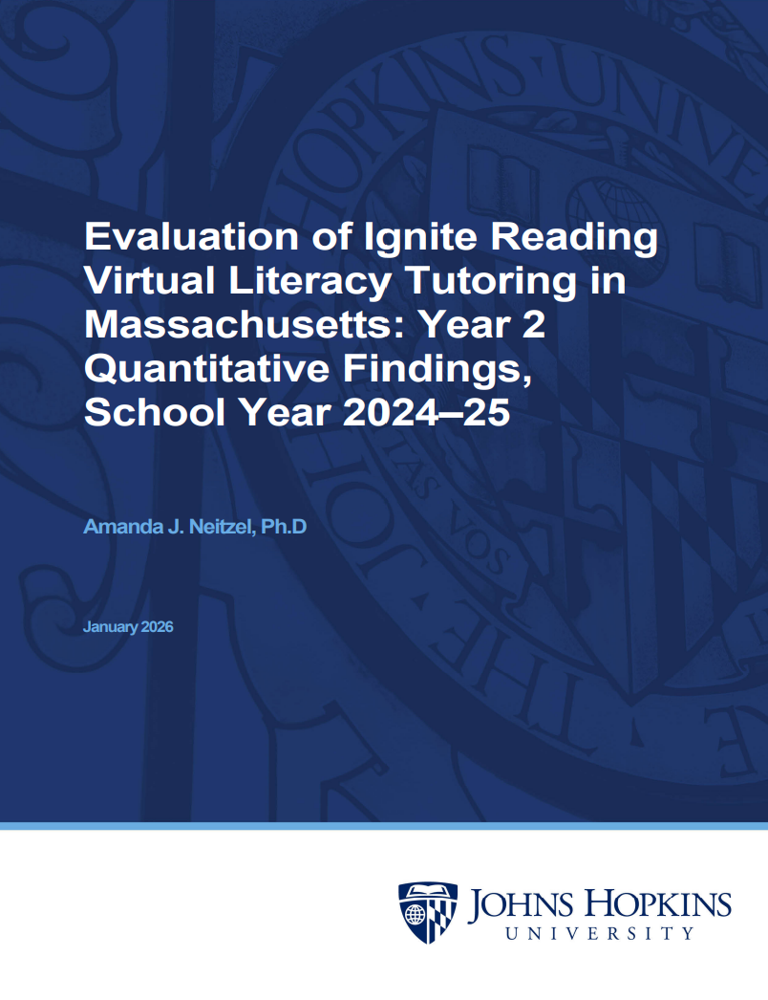 Evaluation of Ignite Reading
Virtual Literacy Tutoring in
Massachusetts: Year 2
Quantitative Findings,
School Year 2024–25
Amanda J. Neitzel, Ph.D
January 2026
JOHNS HOPKINS
UNIVERSITY